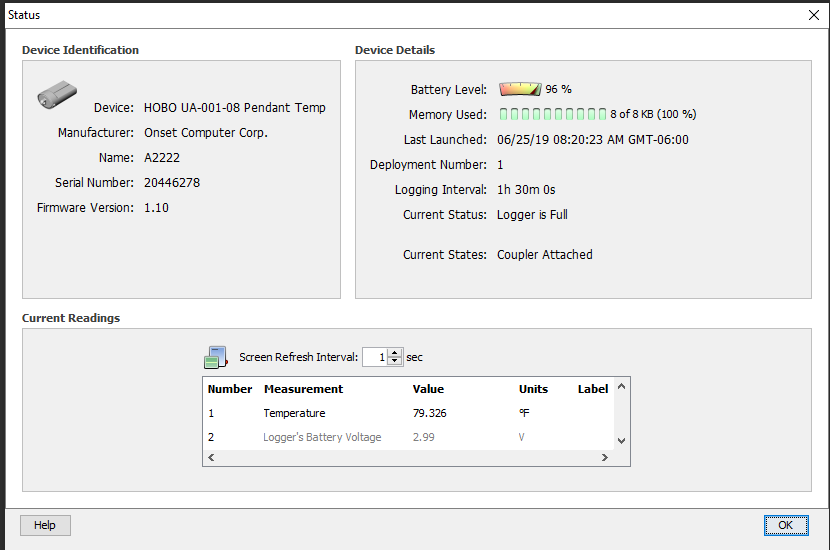 Status
Device Identification
Device: HOBO UA-001-08 Pendant Temp
Manufacturer: Onset Computer Corp.
Name: A2222
Serial Number: 20446278
Firmware Version: 1.10
Device Details
Battery Level: 96 %
Memory Used: 8 of 8 KB (100 %)
Last Launched: 06/25/19 08:20:23 AM GMT-06:00
Deployment Number: 1
Logging Interval: 1h 30m 0s
Current Status: Logger is Full
Current States: Coupler Attached
Current Readings
Screen Refresh Interval: 1 sec
Number Measurement Value Units Label
1 Temperature 79.326 °F
2 Logger's Battery Voltage 2.99 V
Help OK